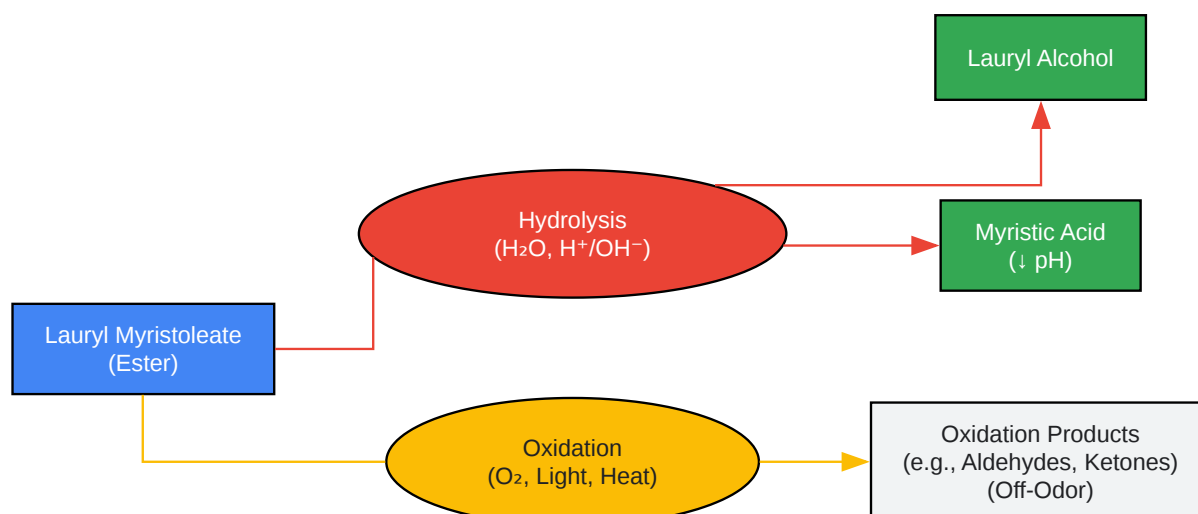 Lauryl Alcohol
Hydrolysis
(H₂O, H⁺/OH⁻)
Myristic Acid
(↓ pH)
Lauryl Myristoleate
(Ester)
Oxidation
(O₂, Light, Heat)
Oxidation Products
(e.g., Aldehydes, Ketones)
(Off-Odor)